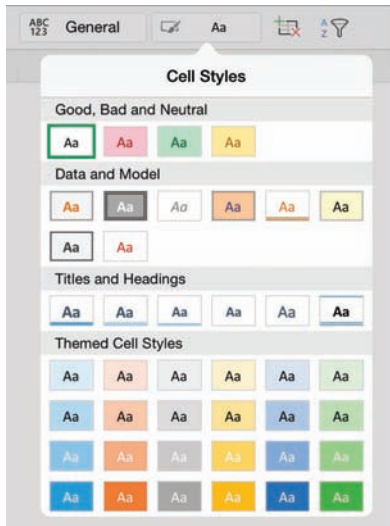 ABC
123 General Aa A
Z
Cell Styles
Good, Bad and Neutral
Aa Aa Aa Aa
Data and Model
Aa Aa Aa Aa Aa Aa
Aa Aa
Titles and Headings
Aa Aa Aa Aa Aa Aa
Themed Cell Styles
Aa Aa Aa Aa Aa Aa
Aa Aa Aa Aa Aa Aa
Aa Aa Aa Aa Aa Aa
Aa Aa Aa Aa Aa Aa